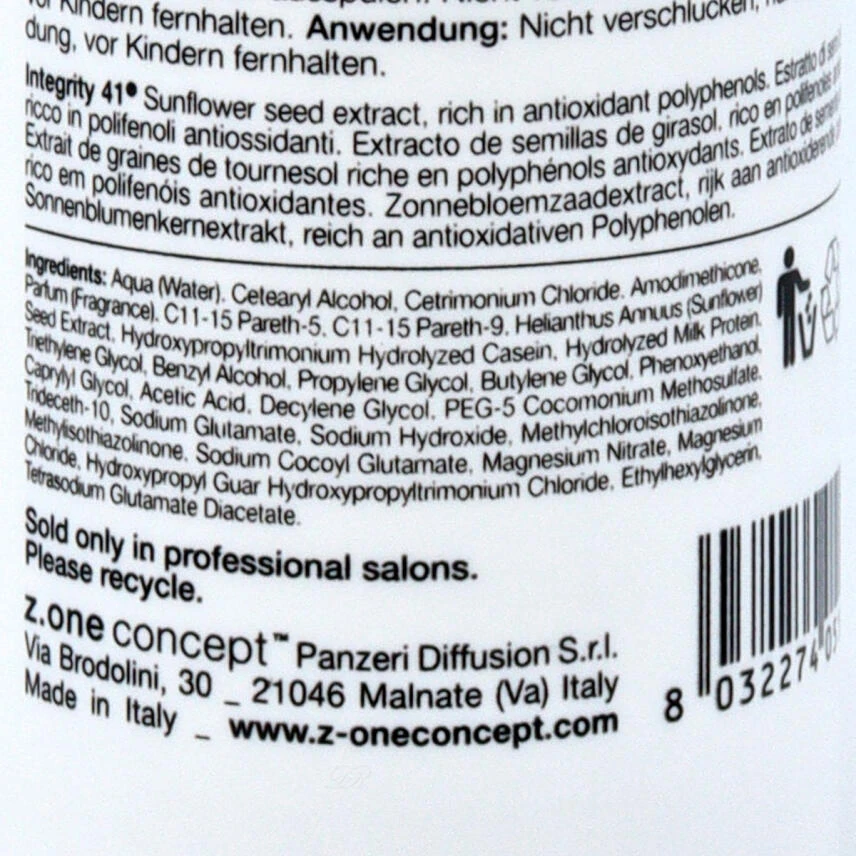 Kindern fernhalten. Anwendung: Nicht verschlucken,
dung, vor Kindern fernhalten.
Integrity 41® Sunflower seed extract, rich in antioxidant polyphenols. Estratto di
ricco in polifenoli antiossidanti. Extracto de semillas de girasol, rico en polifenoles
Extrait de graines de tournesol riche en polyphénols antioxydants. Extrato de
rico em polifenóis antioxidantes. Zonnebloemzaadextract, rijk aan antioxiderende
Sonnenblumenkernextrakt, reich an antioxidativen Polyphenolen.
Ingredients: Aqua (Water). Cetearyl Alcohol, Cetrimonium Chloride. Amodimethicone,
Parfum (Fragrance). C11-15 Pareth-5. C11-15 Pareth-9. Helianthus Annuus (Sunflower)
Seed Extract, Hydroxypropyltrimonium Hydrolyzed Casein, Hydrolyzed Milk Protein,
Triethylene Glycol, Benzyl Alcohol, Propylene Glycol, Butylene Glycol, Phenoxyethanol,
Caprylyl Glycol, Acetic Acid, Decylene Glycol, PEG-5 Cocomonium Methosulfate,
Trideceth-10, Sodium Glutamate, Sodium Hydroxide, Methylchloroisothiazolinone,
Methylisothiazolinone, Sodium Cocoyl Glutamate, Magnesium Nitrate, Magnesium
Chloride, Hydroxypropyl Guar Hydroxypropyltrimonium Chloride, Ethylhexylglycerin,
Tetrasodium Glutamate Diacetate.
Sold only in professional salons.
Please recycle.
z.one concept™ Panzeri Diffusion S.r.l.
Via Brodolini, 30 _ 21046 Malnate (Va) Italy
Made in Italy _ www.z-oneconcept.com
8 032274 05